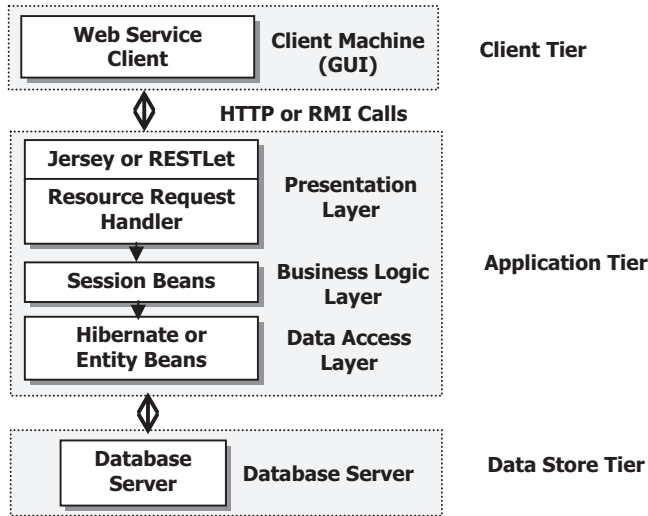 Web Service
Client
Client Machine
(GUI)
Client Tier
HTTP or RMI Calls
Jersey or RESTLet
Resource Request
Handler
Presentation
Layer
Application Tier
Session Beans
Business Logic
Layer
Hibernate or
Entity Beans
Data Access
Layer
Database
Server
Database Server
Data Store Tier